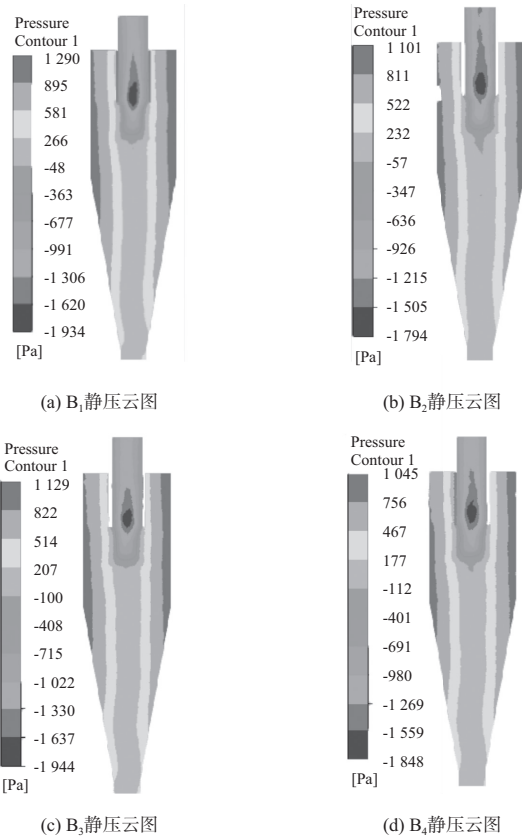 Pressure
Contour 1
1 290
895
581
266
-48
-363
-677
-991
-1 306
-1 620
-1 934
[Pa]
(a) B₁静压云图
Pressure
Contour 1
1 101
811
522
232
-57
-347
-636
-926
-1 215
-1 505
-1 794
[Pa]
(b) B₂静压云图
Pressure
Contour 1
1 129
822
514
207
-100
-408
-715
-1 022
-1 330
-1 637
-1 944
[Pa]
(c) B₃静压云图
Pressure
Contour 1
1 045
756
467
177
-112
-401
-691
-980
-1 269
-1 559
-1 848
[Pa]
(d) B₄静压云图